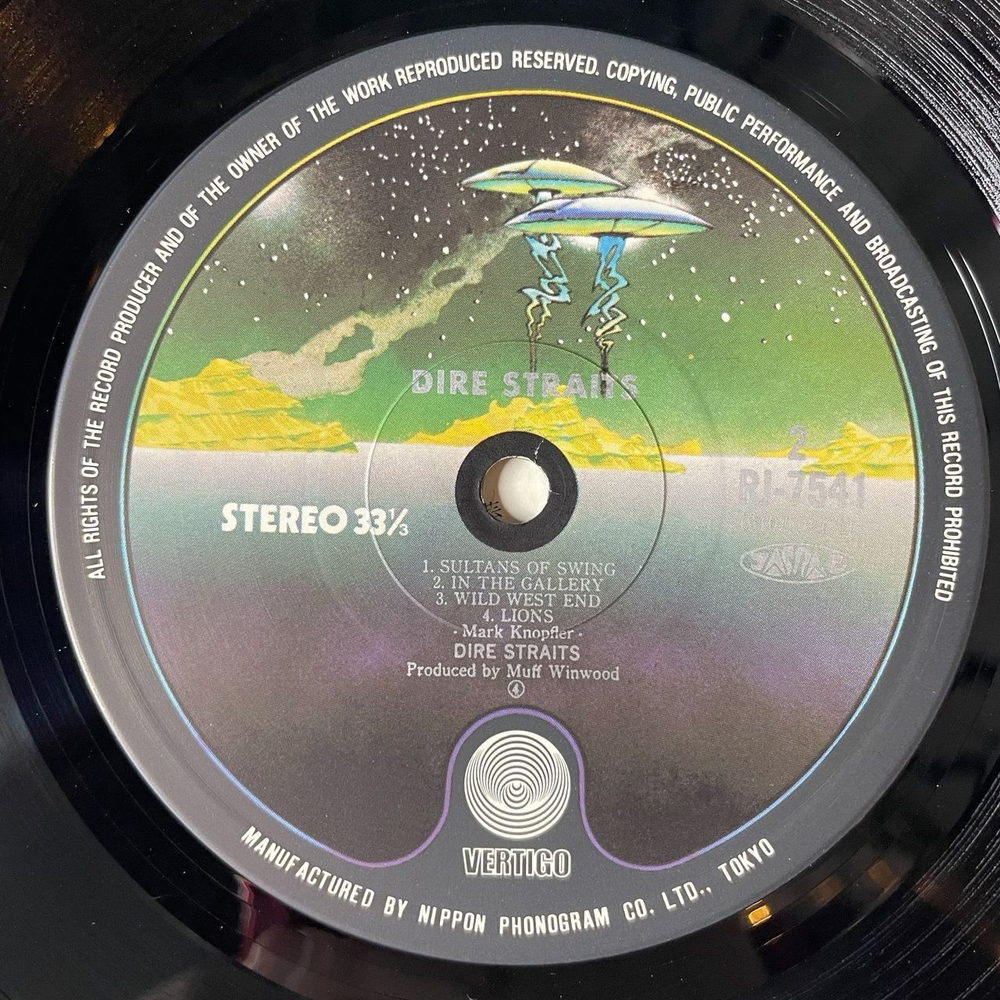 ALL RIGHTS OF THE RECORD PRODUCER AND OF THE OWNER OF THE WORK REPRODUCED RESERVED. COPYING, PUBLIC PERFORMANCE AND BROADCASTING OF THIS RECORD PROHIBITED
DIRE STRAITS
2
RJ-7541
STEREO 33⅓
1. SULTANS OF SWING
2. IN THE GALLERY
3. WILD WEST END
4. LIONS
- Mark Knopfler -
DIRE STRAITS
Produced by Muff Winwood
④
VERTIGO
MANUFACTURED BY NIPPON PHONOGRAM CO. LTD., TOKYO